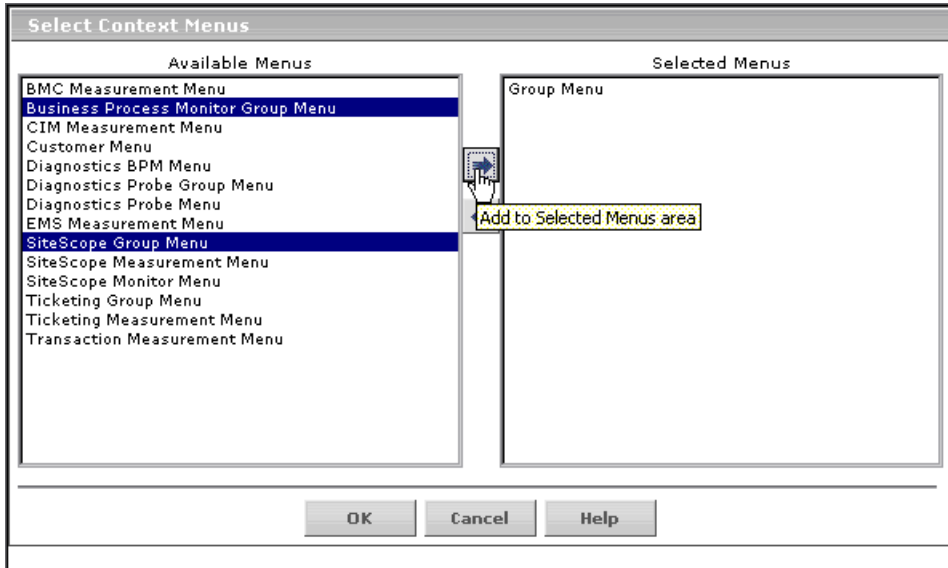 Select Context Menus
Available Menus
Selected Menus
BMC Measurement Menu
Business Process Monitor Group Menu
CIM Measurement Menu
Customer Menu
Diagnostics BPM Menu
Diagnostics Probe Group Menu
Diagnostics Probe Menu
EMS Measurement Menu
SiteScope Group Menu
SiteScope Measurement Menu
SiteScope Monitor Menu
Ticketing Group Menu
Ticketing Measurement Menu
Transaction Measurement Menu
Group Menu
Add to Selected Menus area
OK
Cancel
Help